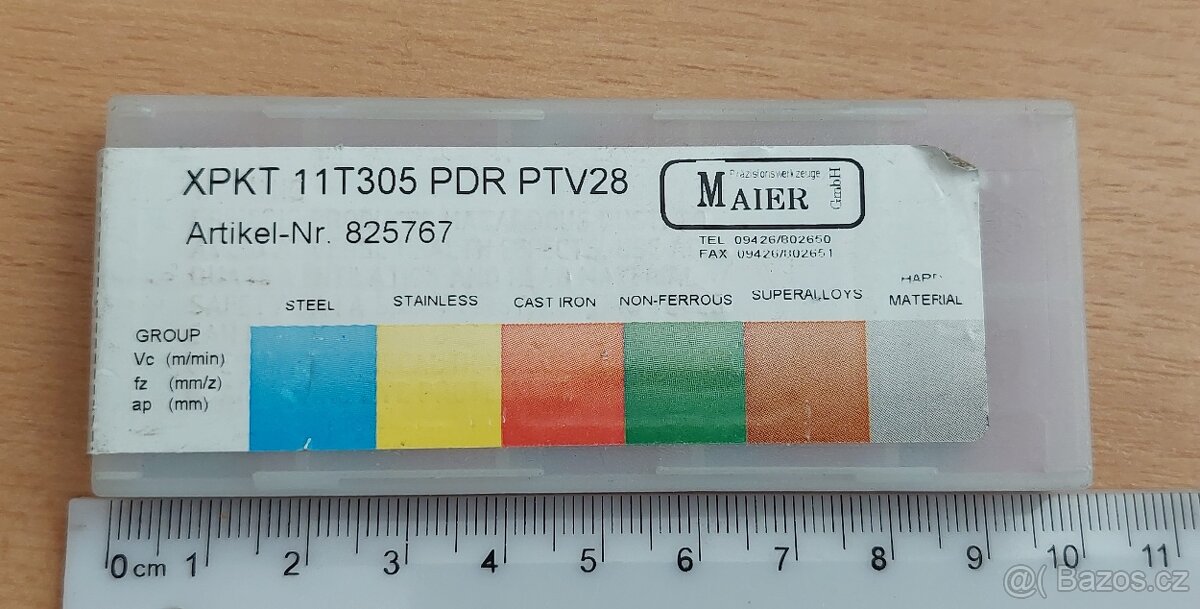 XPKT 11T305 PDR PTV28
Artikel-Nr. 825767
Präzisionswerkzeuge
MAIER
GmbH
TEL 09426/802650
FAX 09426/802651
STEEL STAINLESS CAST IRON NON-FERROUS SUPERALLOYS HARD MATERIAL
GROUP
Vc (m/min)
fz (mm/z)
ap (mm)
0 cm 1 2 3 4 5 6 7 8 9 10 11
@( Bazos.cz